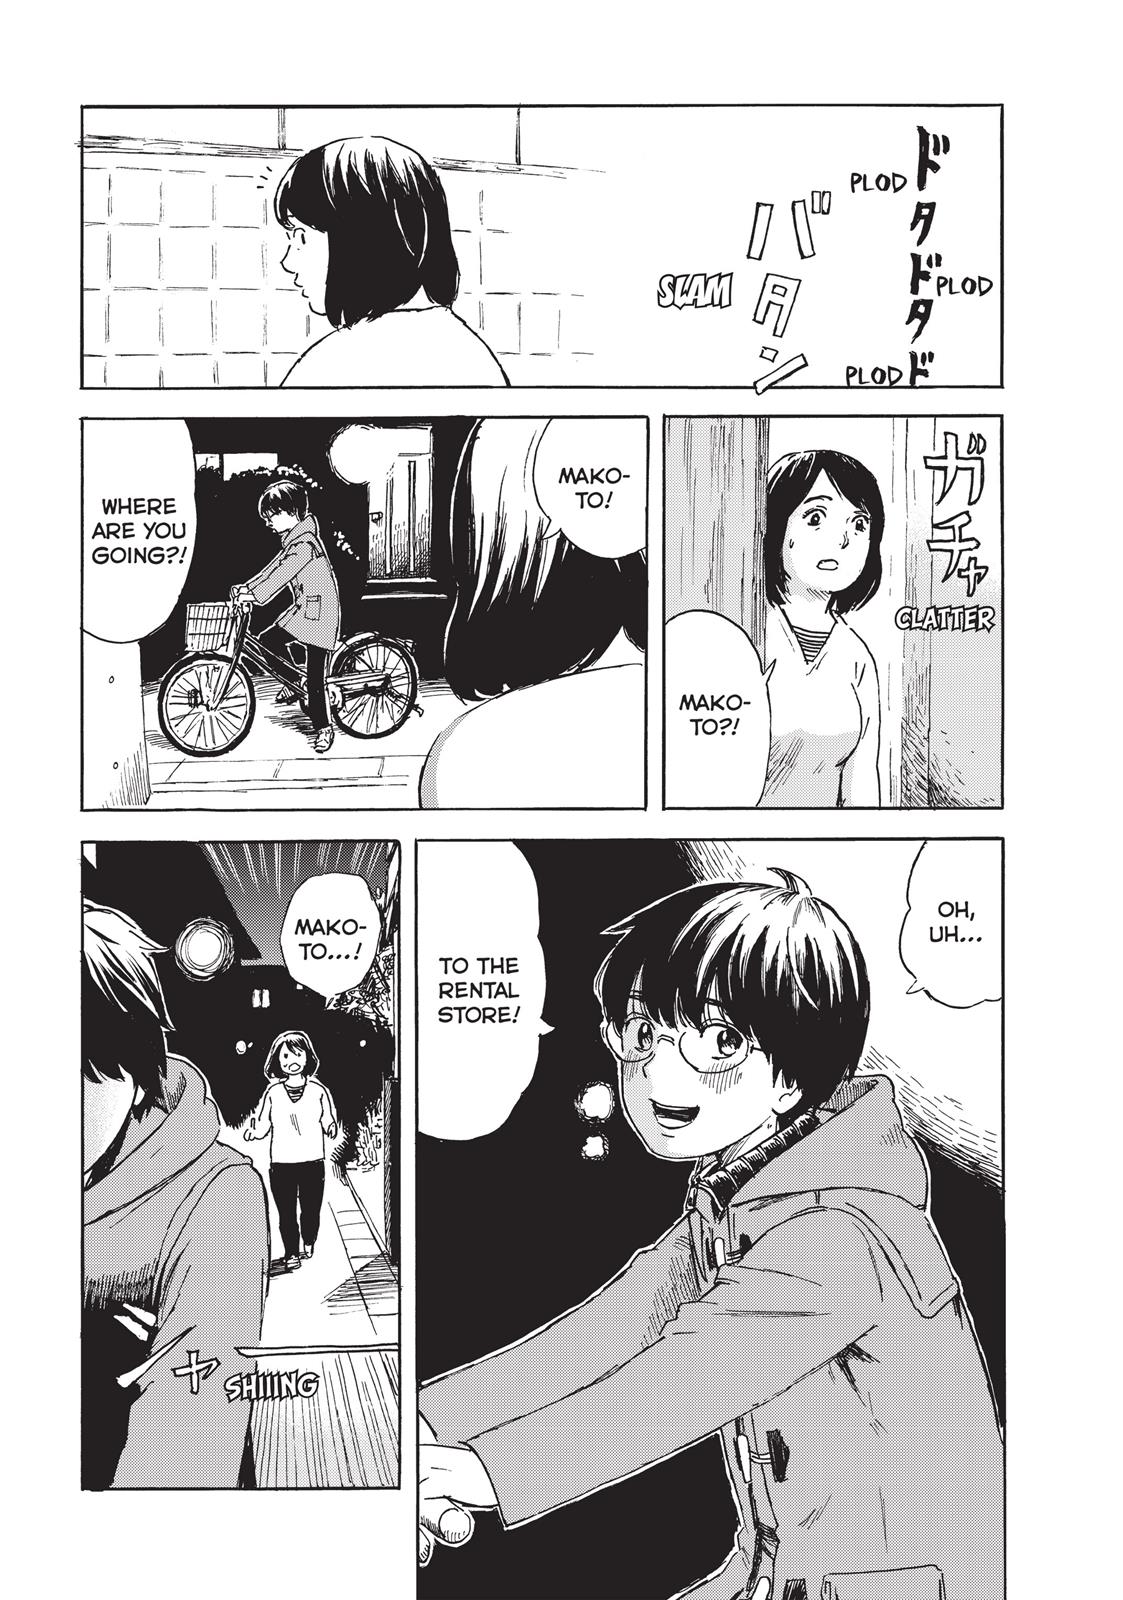 ドタドタド
PLOD
PLOD
PLOD
バタン
SLAM
ガチャ
CLATTER
MAKO-
TO?!
MAKO-
TO!
WHERE
ARE YOU
GOING?!
OH,
UH...
TO THE
RENTAL
STORE!
MAKO-
TO...!
ャ
SHIIING